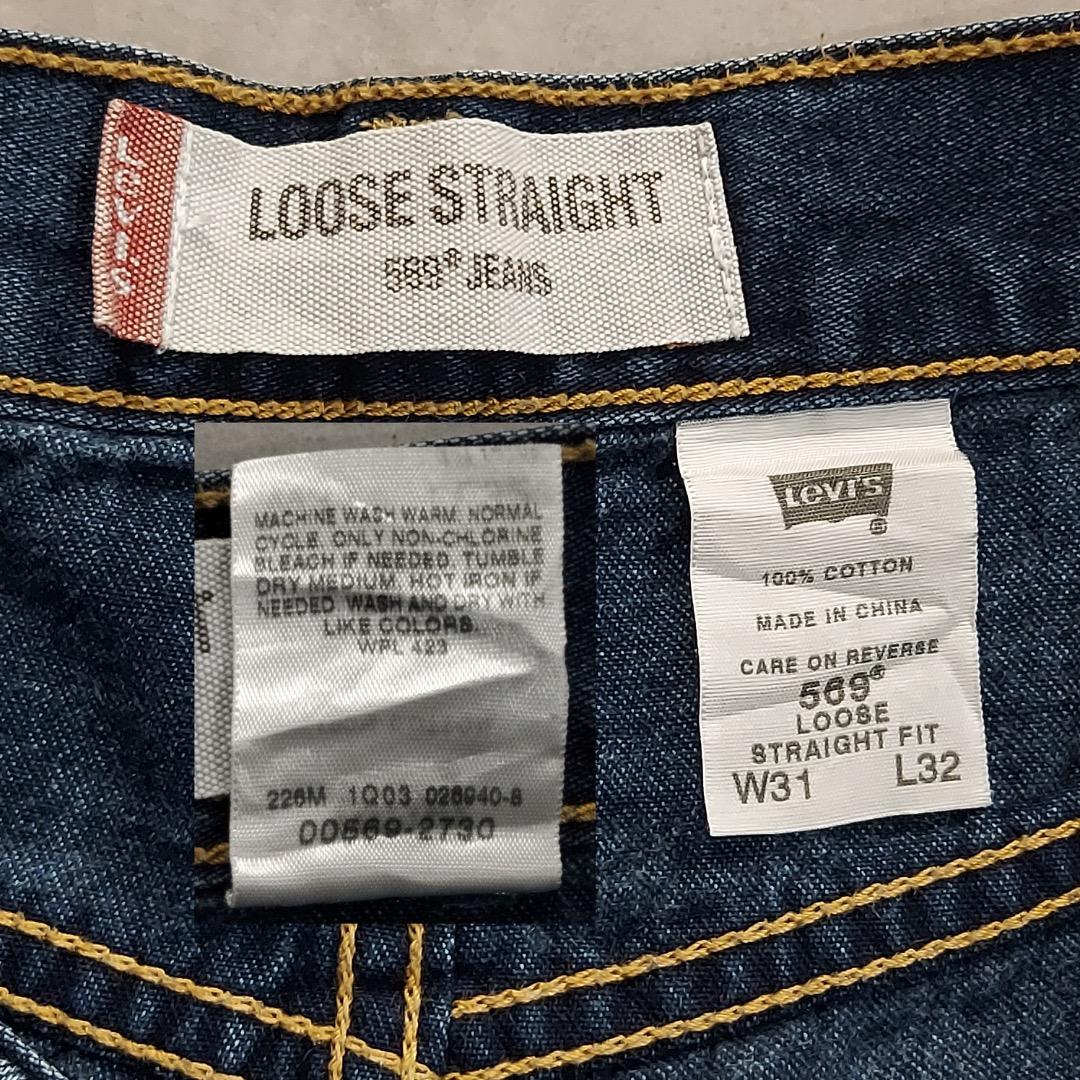 LEVI'S
LOOSE STRAIGHT
569® JEANS
MACHINE WASH WARM. NORMAL
CYCLE. ONLY NON-CHLORINE
BLEACH IF NEEDED. TUMBLE
DRY MEDIUM. HOT IRON IF
NEEDED. WASH AND DRY WITH
LIKE COLORS.
WPL 423
226M 1Q03 026940-8
00569-2730
LEVI'S
®
100% COTTON
MADE IN CHINA
CARE ON REVERSE
569®
LOOSE
STRAIGHT FIT
W31 L32